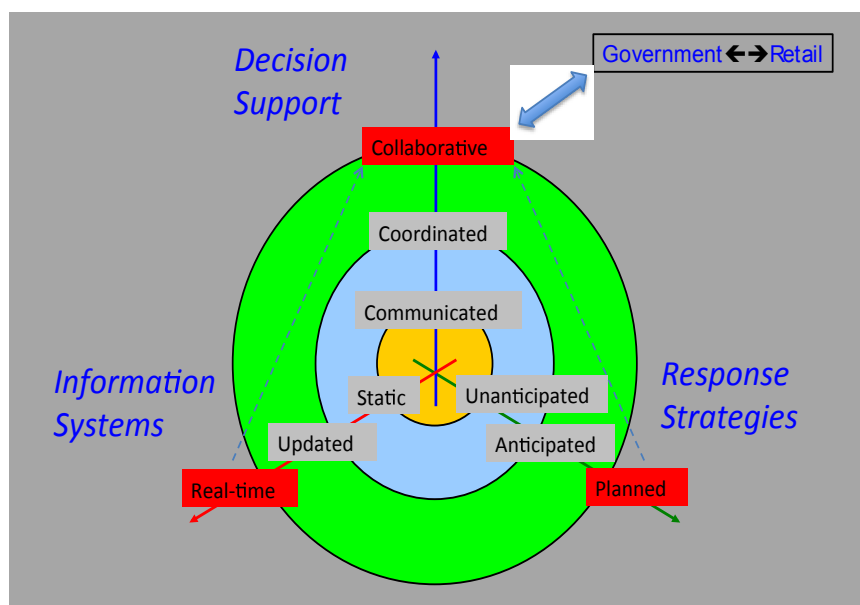 Decision
Support
Government🡨🡪Retail
Collaborative
Coordinated
Communicated
Information
Systems
Static
Unanticipated
Response
Strategies
Updated
Anticipated
Real-time
Planned